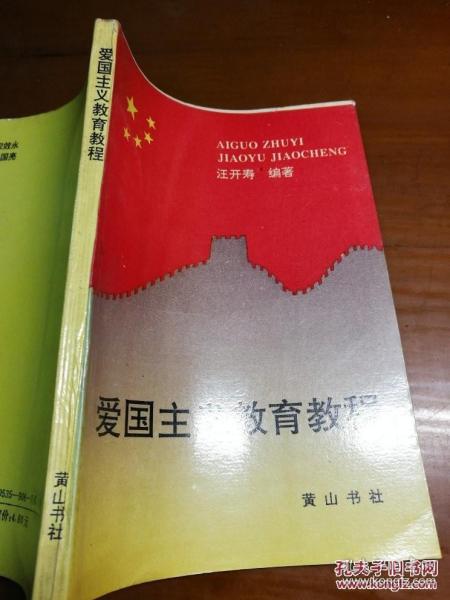 爱国主义教育教程
黄山书社
AIGUO ZHUYI
JIAOYU JIAOCHENG
汪开寿 编著
爱国主义教育教程
黄山书社
孔夫子旧书网
www.kongfz.com